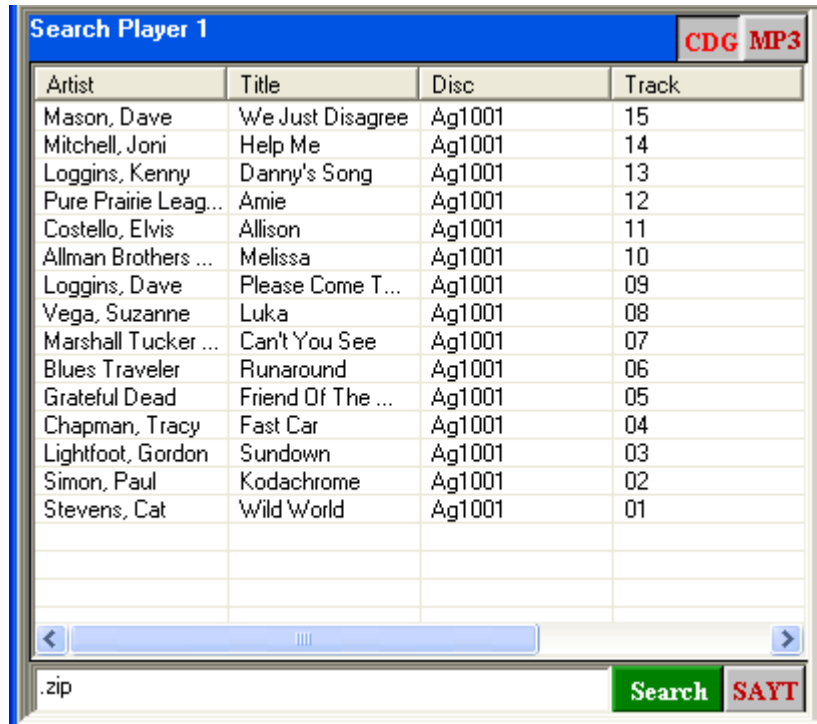 Search Player 1 CDG MP3
Artist Title Disc Track
Mason, Dave We Just Disagree Ag1001 15
Mitchell, Joni Help Me Ag1001 14
Loggins, Kenny Danny's Song Ag1001 13
Pure Prairie Leag... Amie Ag1001 12
Costello, Elvis Allison Ag1001 11
Allman Brothers ... Melissa Ag1001 10
Loggins, Dave Please Come T... Ag1001 09
Vega, Suzanne Luka Ag1001 08
Marshall Tucker ... Can't You See Ag1001 07
Blues Traveler Runaround Ag1001 06
Grateful Dead Friend Of The ... Ag1001 05
Chapman, Tracy Fast Car Ag1001 04
Lightfoot, Gordon Sundown Ag1001 03
Simon, Paul Kodachrome Ag1001 02
Stevens, Cat Wild World Ag1001 01
.zip Search SAYT